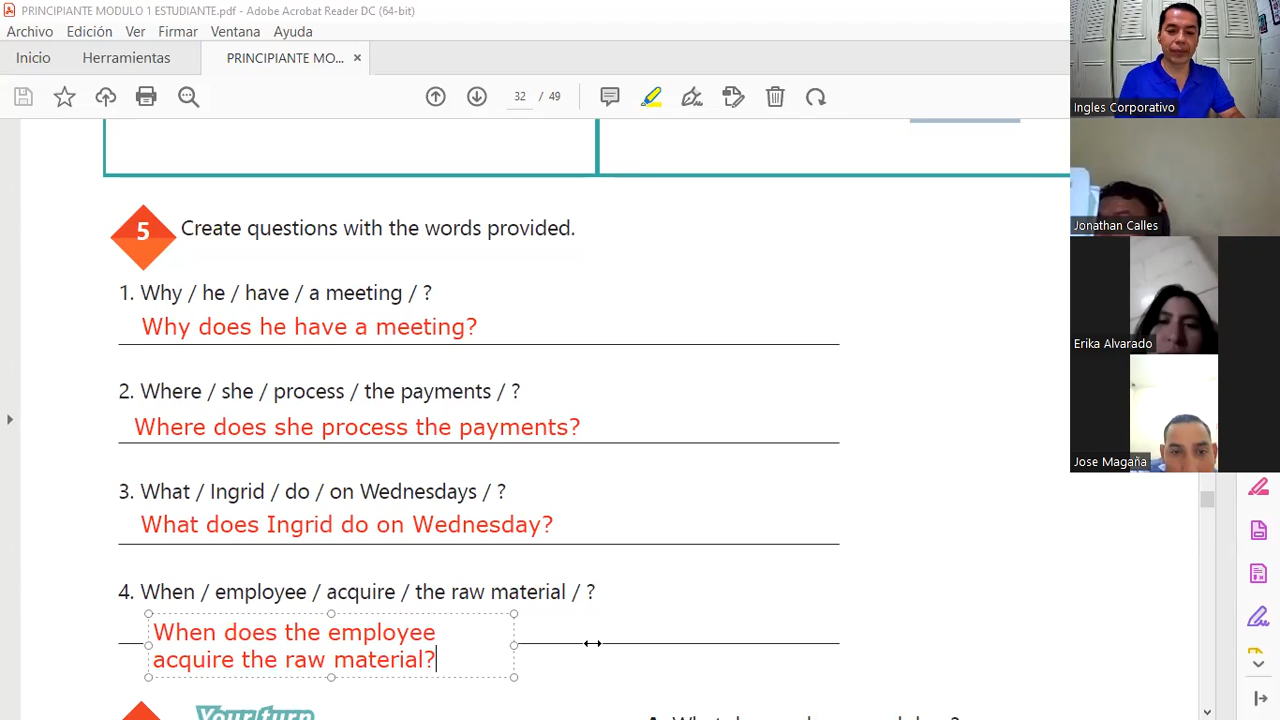 PRINCIPIANTE MODULO 1 ESTUDIANTE.pdf - Adobe Acrobat Reader DC (64-bit)
Archivo Edición Ver Firmar Ventana Ayuda
Inicio Herramientas PRINCIPIANTE MO... ×
32 / 49
Ingles Corporativo
Jonathan Calles
Erika Alvarado
Jose Magaña
5 Create questions with the words provided.
1. Why / he / have / a meeting / ?
Why does he have a meeting?
2. Where / she / process / the payments / ?
Where does she process the payments?
3. What / Ingrid / do / on Wednesdays / ?
What does Ingrid do on Wednesday?
4. When / employee / acquire / the raw material / ?
When does the employee
acquire the raw material?
Your turn